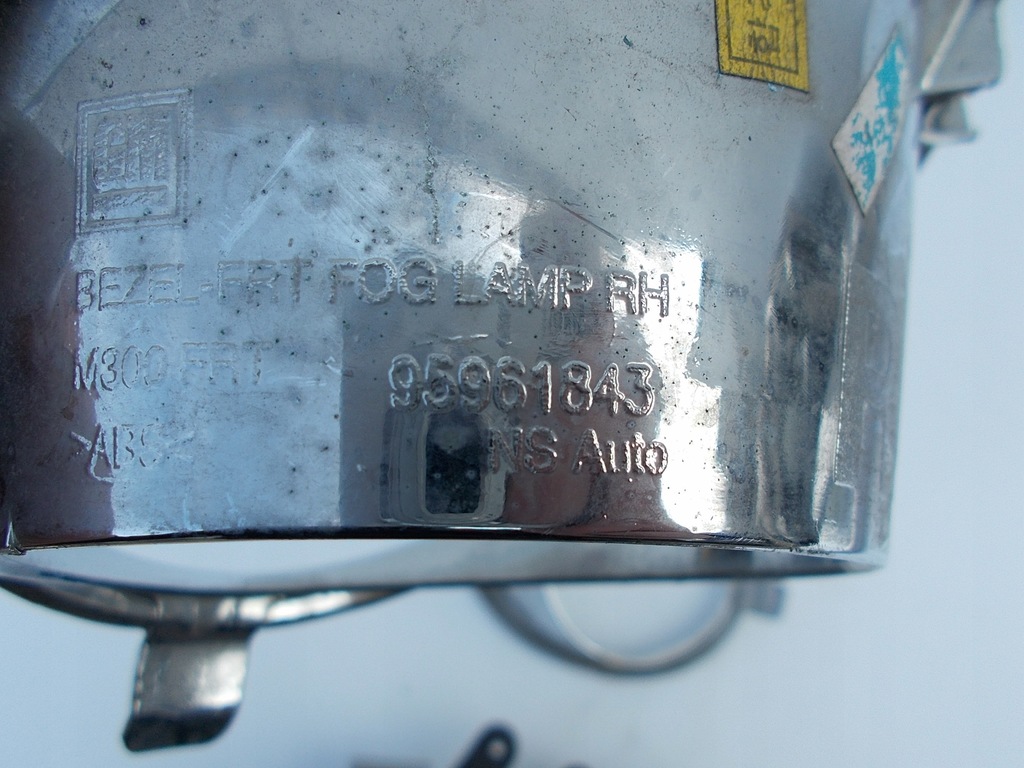 BEZEL-FRT FOG LAMP RH
M300 FRT 95961843
>ABS< NS Auto